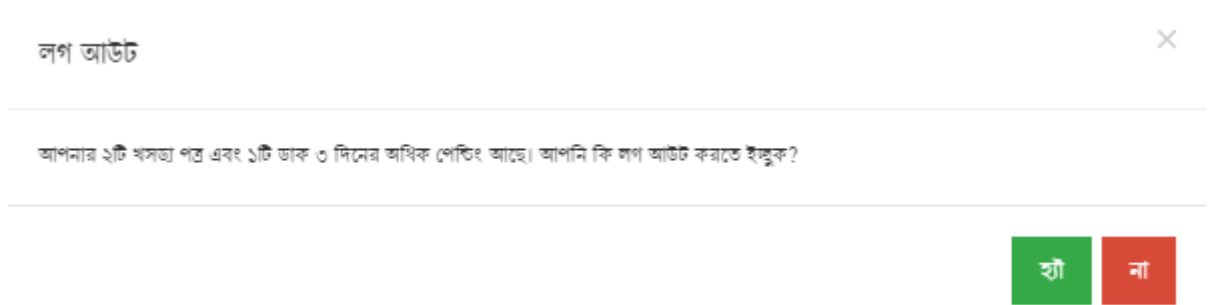 লগ আউট
আপনার ২টি খসড়া পত্র এবং ১টি ডাক ৩ দিনের অধিক পেন্ডিং আছে। আপনি কি লগ আউট করতে ইচ্ছুক?
হ্যাঁ না